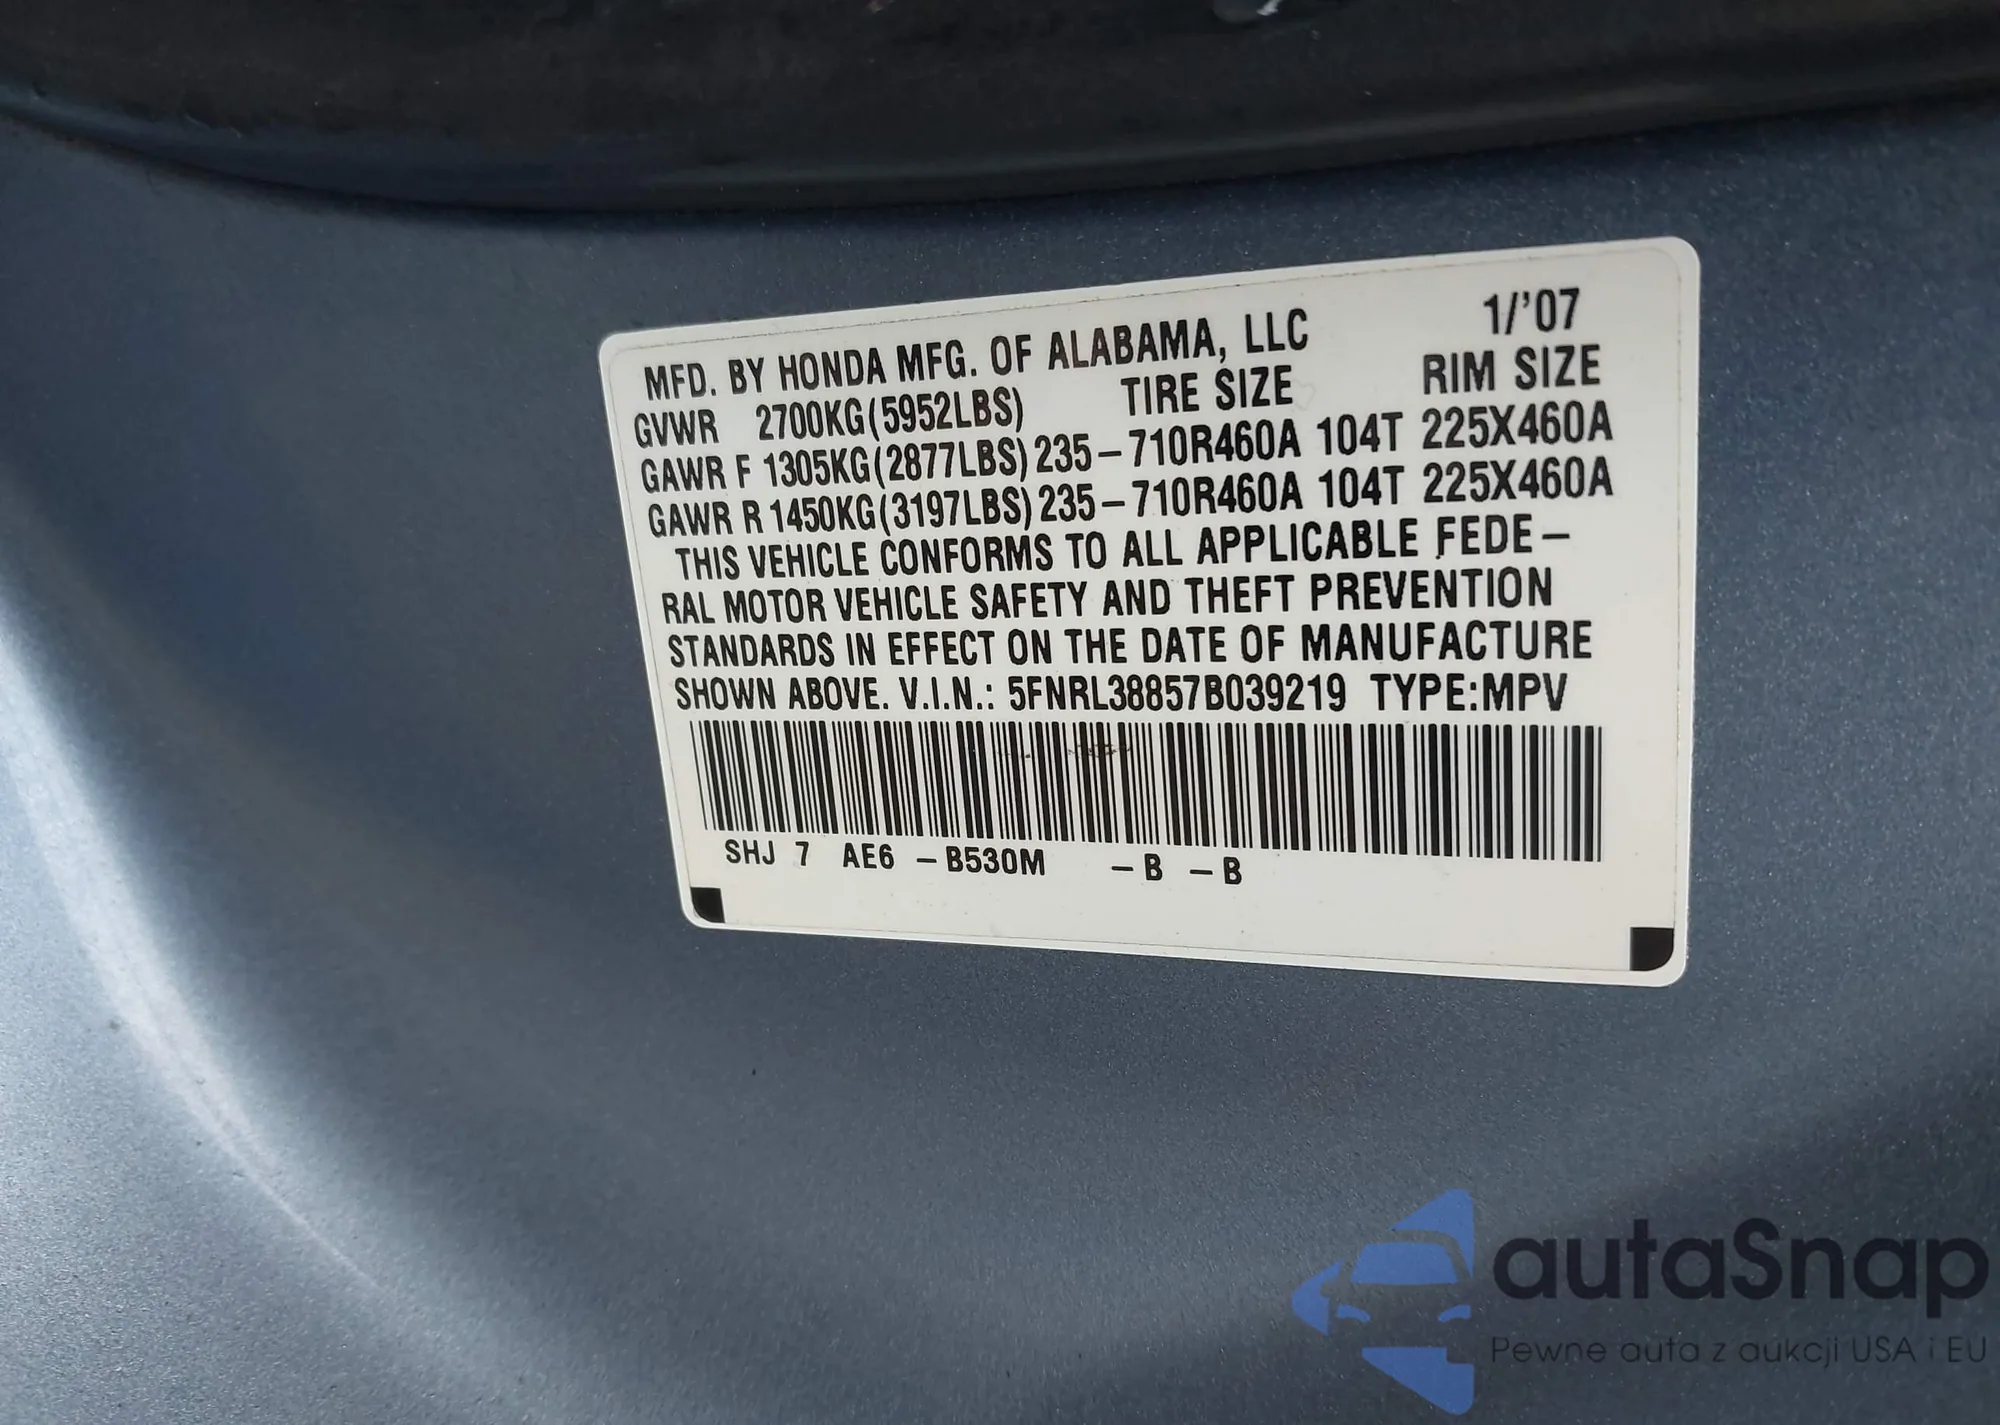 MFD. BY HONDA MFG. OF ALABAMA, LLC 1/'07
GVWR 2700KG(5952LBS) TIRE SIZE RIM SIZE
GAWR F 1305KG(2877LBS) 235-710R460A 104T 225X460A
GAWR R 1450KG(3197LBS) 235-710R460A 104T 225X460A
THIS VEHICLE CONFORMS TO ALL APPLICABLE FEDE-
RAL MOTOR VEHICLE SAFETY AND THEFT PREVENTION
STANDARDS IN EFFECT ON THE DATE OF MANUFACTURE
SHOWN ABOVE. V.I.N.: 5FNRL38857B039219 TYPE:MPV
SHJ 7 AE6 -B530M -B -B
autaSnap
Pewne auta z aukcji USA i EU